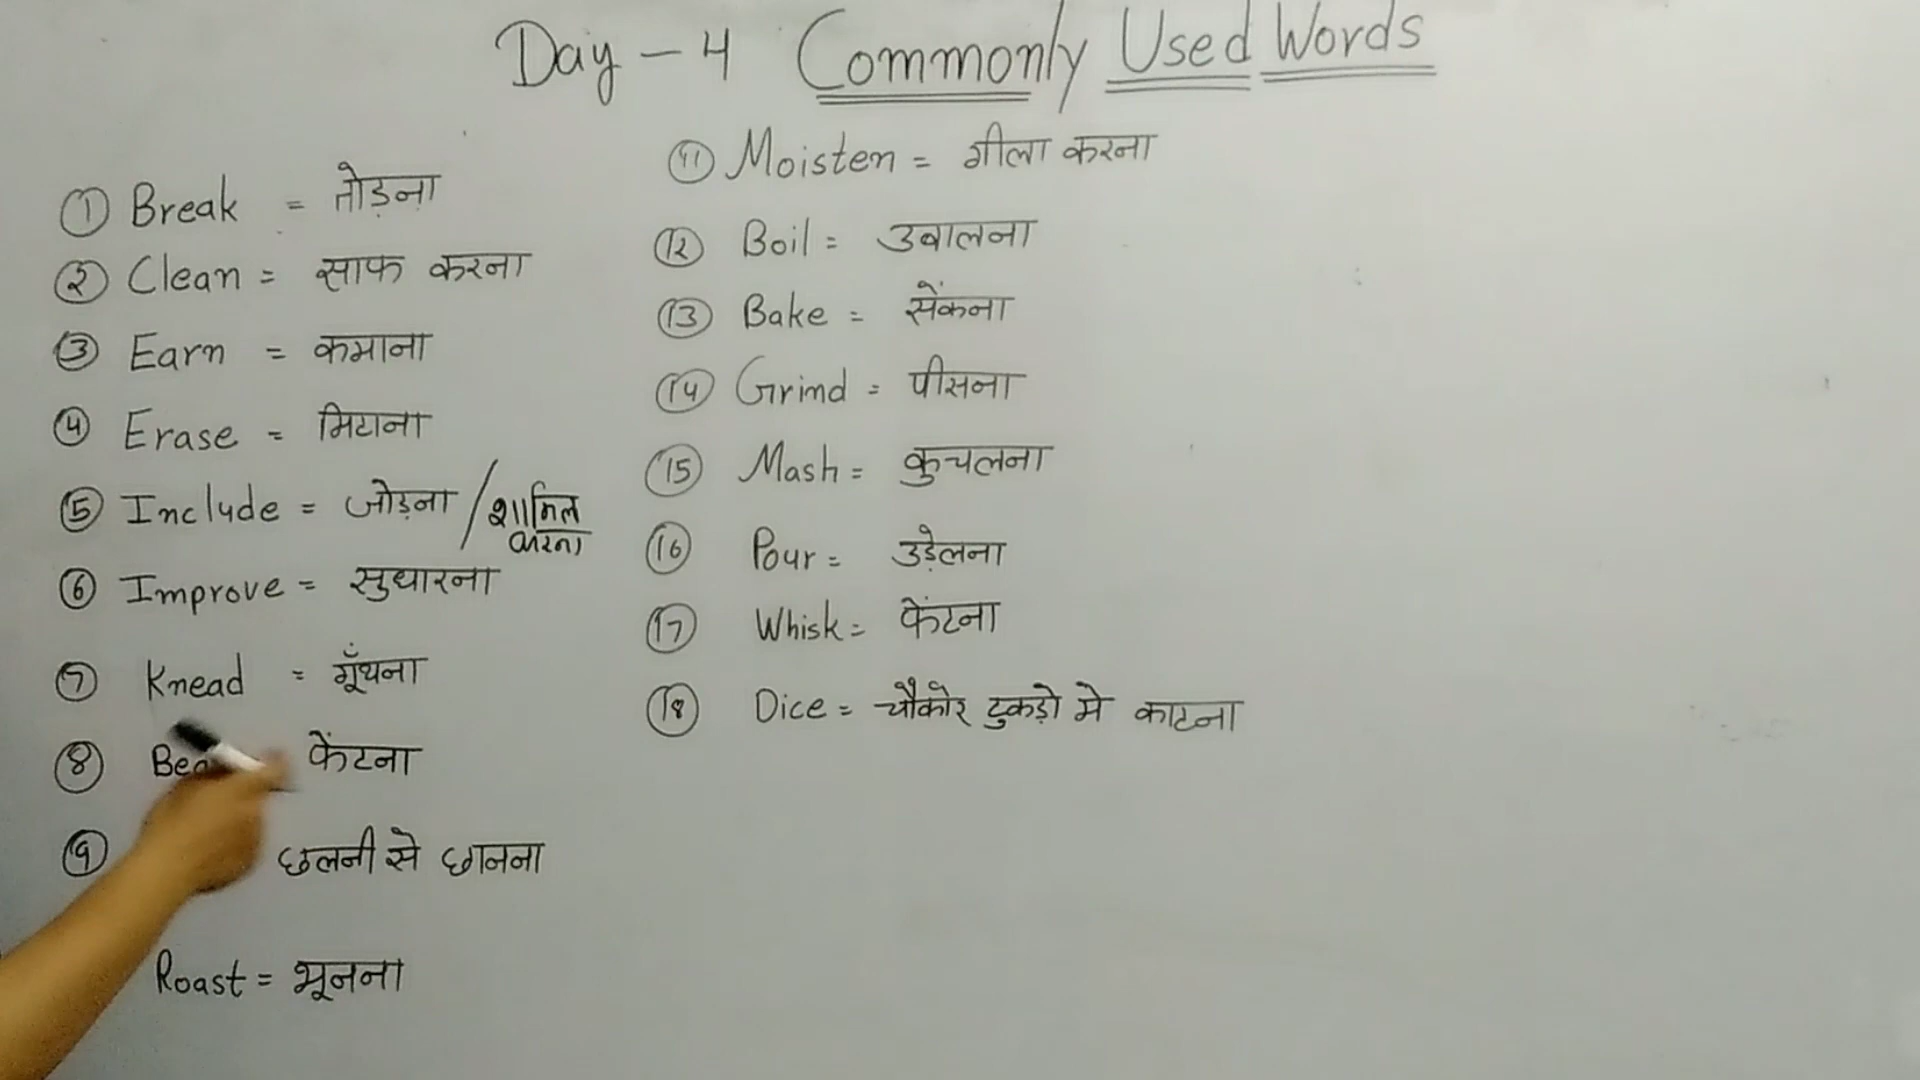 Day - 4 Commonly Used Words
① Break = तोड़ना
② Clean = साफ करना
③ Earn = कमाना
④ Erase = मिटाना
⑤ Include = जोड़ना / शामिल
करना
⑥ Improve = सुधारना
⑦ Knead = गूँथना
⑧ फेंटना
⑨ छलनी से छानना
Roast = भूनना
⑪ Moisten = गीला करना
⑫ Boil = उबालना
⑬ Bake = सेंकना
⑭ Grind = पीसना
⑮ Mash = कुचलना
⑯ Pour = उड़ेलना
⑰ Whisk = फेंटना
⑱ Dice = चौकोर टुकड़ो मे काटना